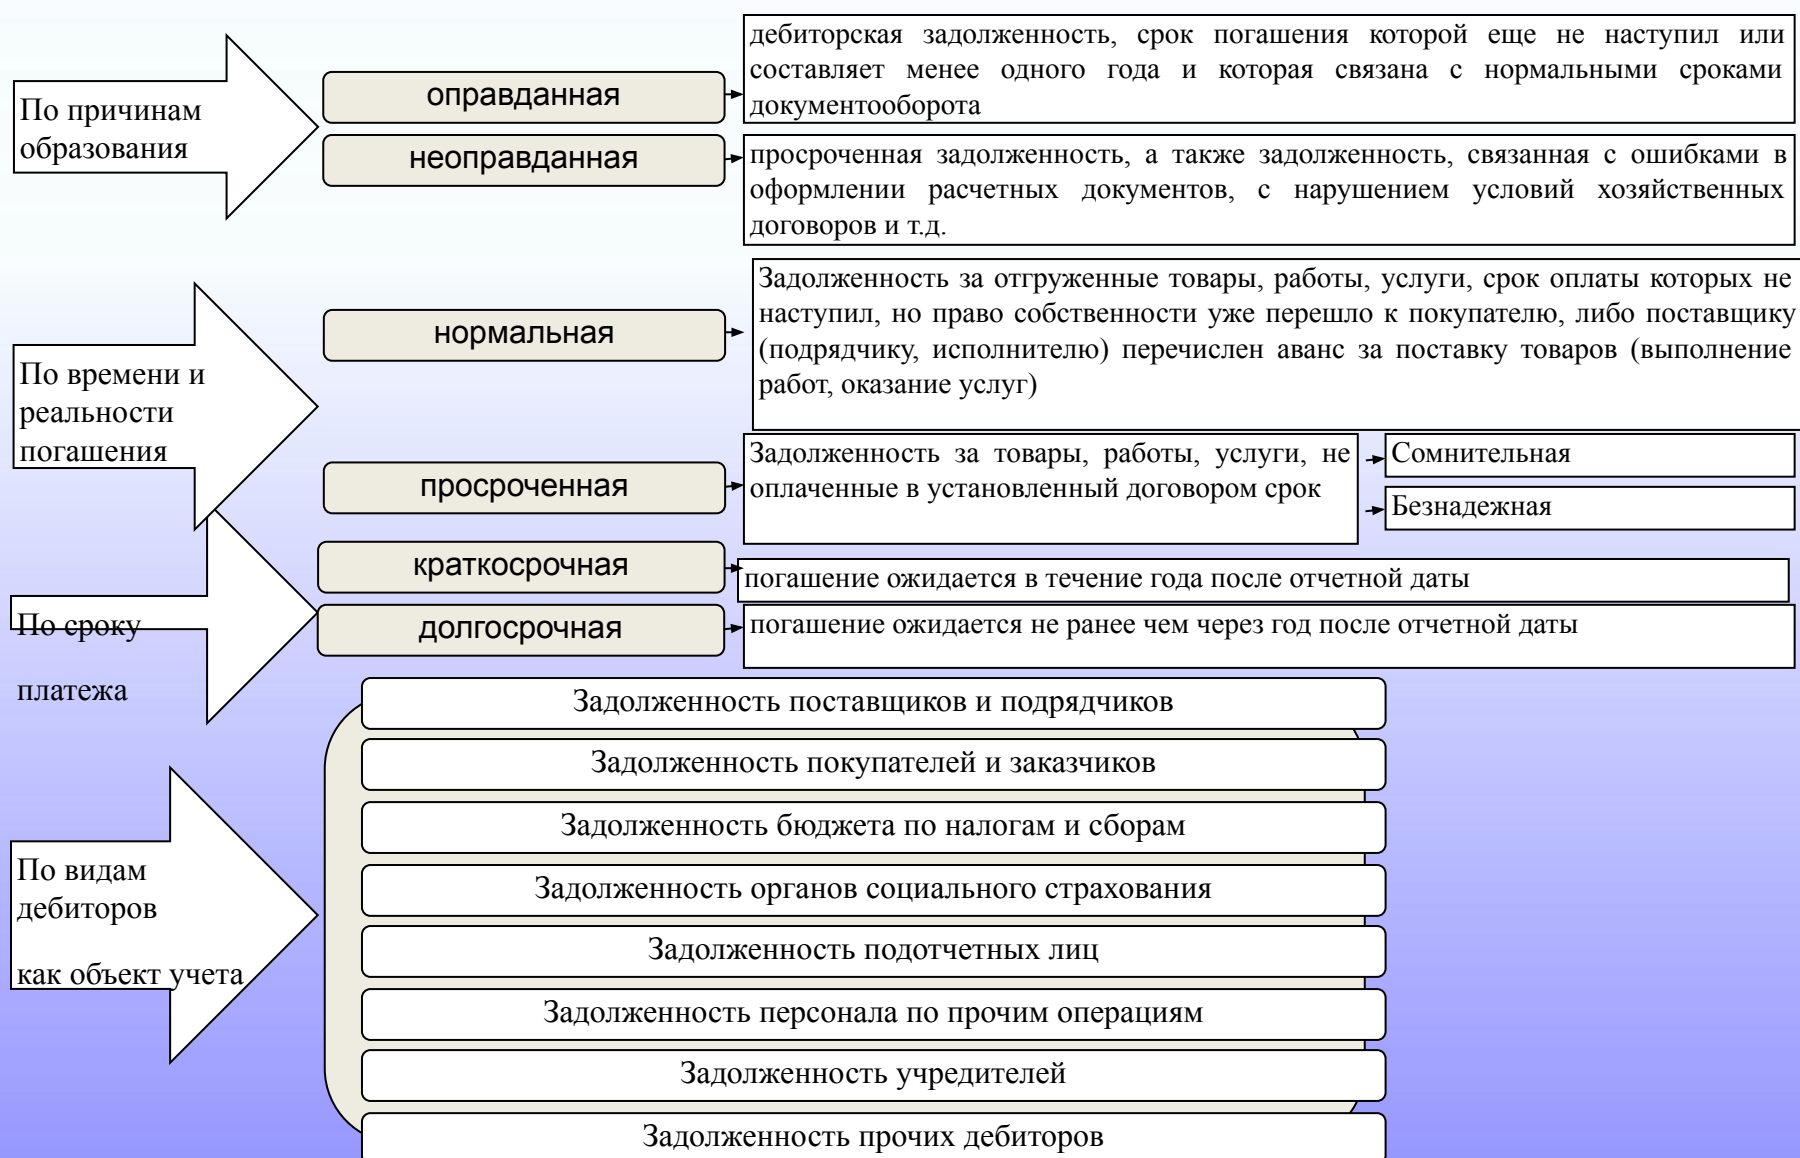 По причинам
образования
оправданная
дебиторская задолженность, срок погашения которой еще не наступил или
составляет менее одного года и которая связана с нормальными сроками
документооборота
неоправданная
просроченная задолженность, а также задолженность, связанная с ошибками в
оформлении расчетных документов, с нарушением условий хозяйственных
договоров и т.д.
По времени и
реальности
погашения
нормальная
Задолженность за отгруженные товары, работы, услуги, срок оплаты которых не
наступил, но право собственности уже перешло к покупателю, либо поставщику
(подрядчику, исполнителю) перечислен аванс за поставку товаров (выполнение
работ, оказание услуг)
просроченная
Задолженность за товары, работы, услуги, не
оплаченные в установленный договором срок
Сомнительная
Безнадежная
По сроку
платежа
краткосрочная
погашение ожидается в течение года после отчетной даты
долгосрочная
погашение ожидается не ранее чем через год после отчетной даты
По видам
дебиторов
как объект учета
Задолженность поставщиков и подрядчиков
Задолженность покупателей и заказчиков
Задолженность бюджета по налогам и сборам
Задолженность органов социального страхования
Задолженность подотчетных лиц
Задолженность персонала по прочим операциям
Задолженность учредителей
Задолженность прочих дебиторов